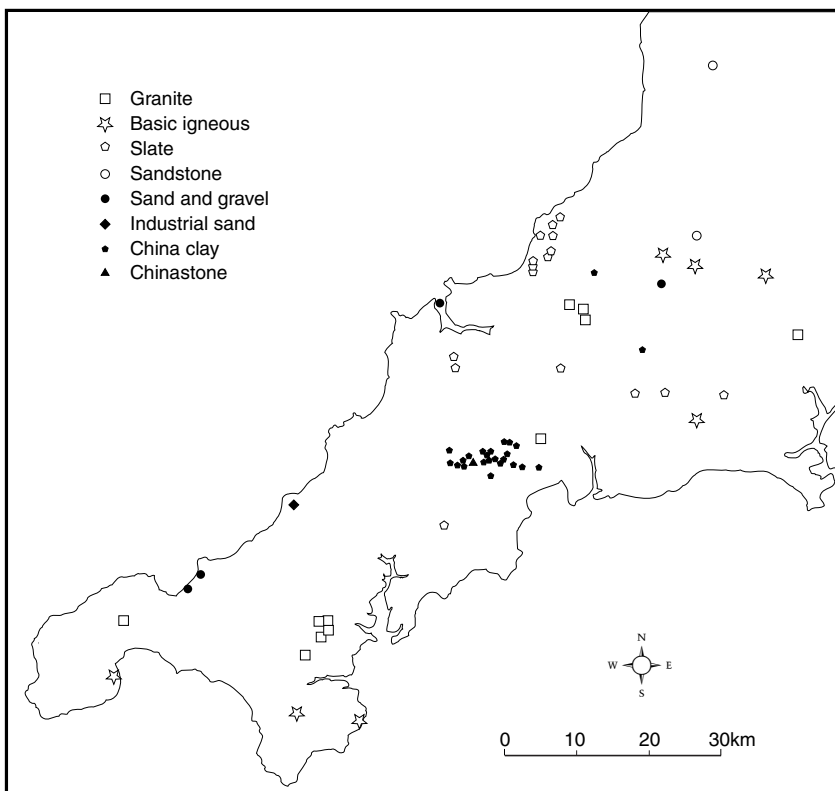 Granite
Basic igneous
Slate
Sandstone
Sand and gravel
Industrial sand
China clay
Chinastone
N
W E
S
0 10 20 30km